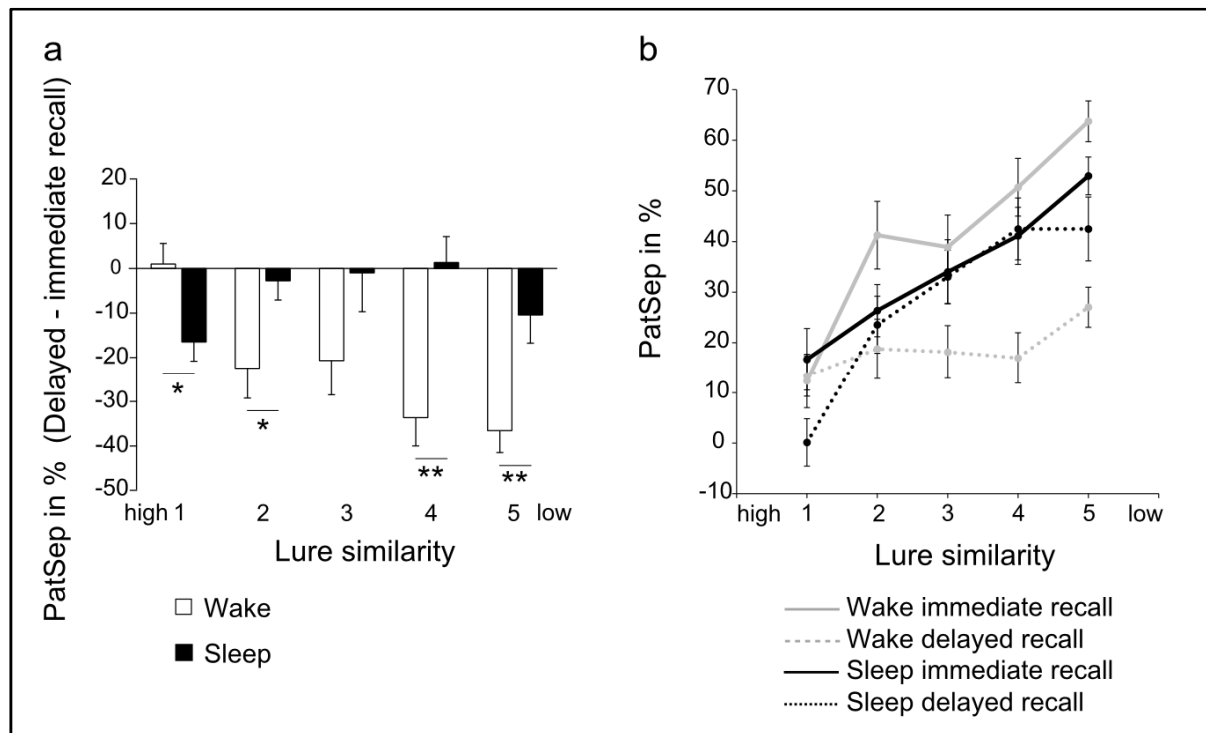 a
PatSep in % (Delayed - immediate recall)
20
10
0
-10
-20
-30
-40
-50
*
*
**
**
high 1 2 3 4 5 low
Lure similarity
Wake
Sleep
b
PatSep in %
70
60
50
40
30
20
10
0
-10
high 1 2 3 4 5 low
Lure similarity
Wake immediate recall
Wake delayed recall
Sleep immediate recall
Sleep delayed recall